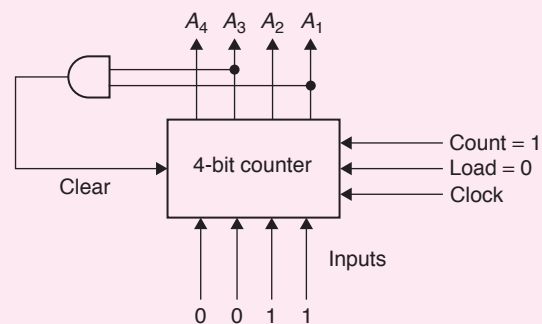 A4 A3 A2 A1
4-bit counter
Count = 1
Load = 0
Clock
Clear
Inputs
0 0 1 1